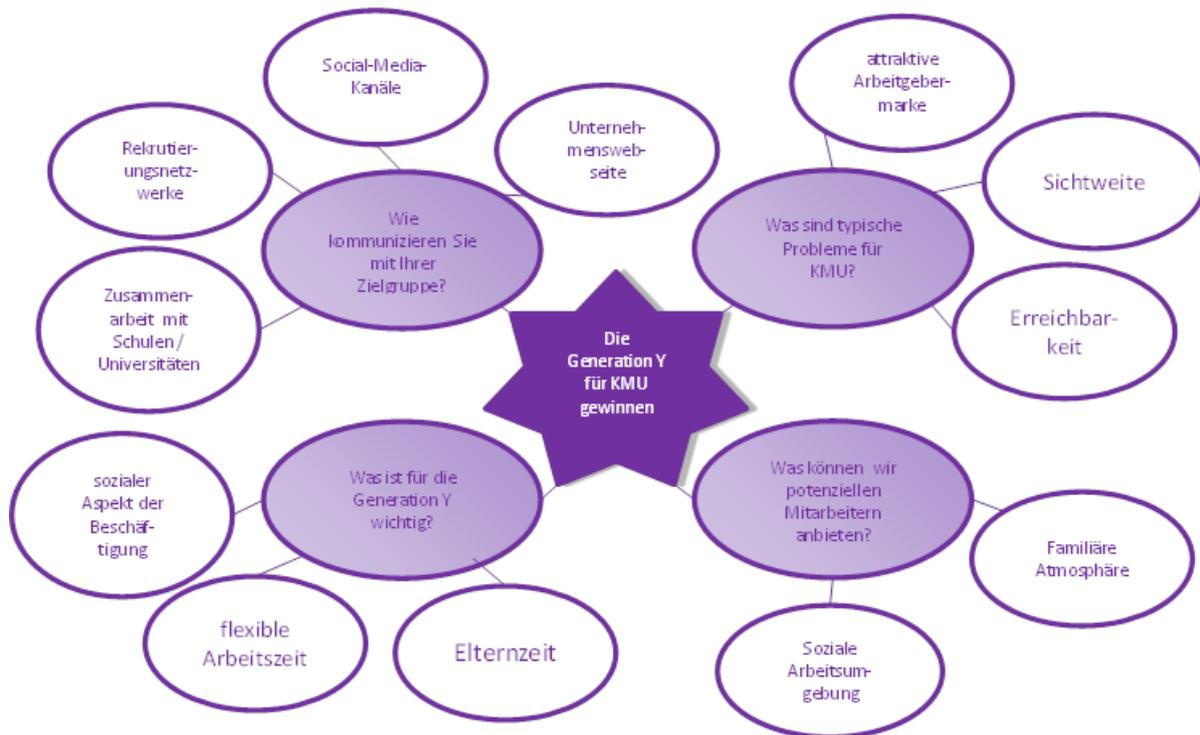 Social-Media-
Kanäle
Rekrutier-
ungsnetz-
werke
Unterneh-
mensweb-
seite
Wie
kommunizieren Sie
mit Ihrer
Zielgruppe?
Zusammen-
arbeit mit
Schulen /
Universitäten
attraktive
Arbeitgeber-
marke
Sichtweite
Was sind typische
Probleme für
KMU?
Erreichbar-
keit
Die
Generation Y
für KMU
gewinnen
Was ist für die
Generation Y
wichtig?
sozialer
Aspekt der
Beschäf-
tigung
flexible
Arbeitszeit
Elternzeit
Was können wir
potenziellen
Mitarbeitern
anbieten?
Familiäre
Atmosphäre
Soziale
Arbeitsum-
gebung